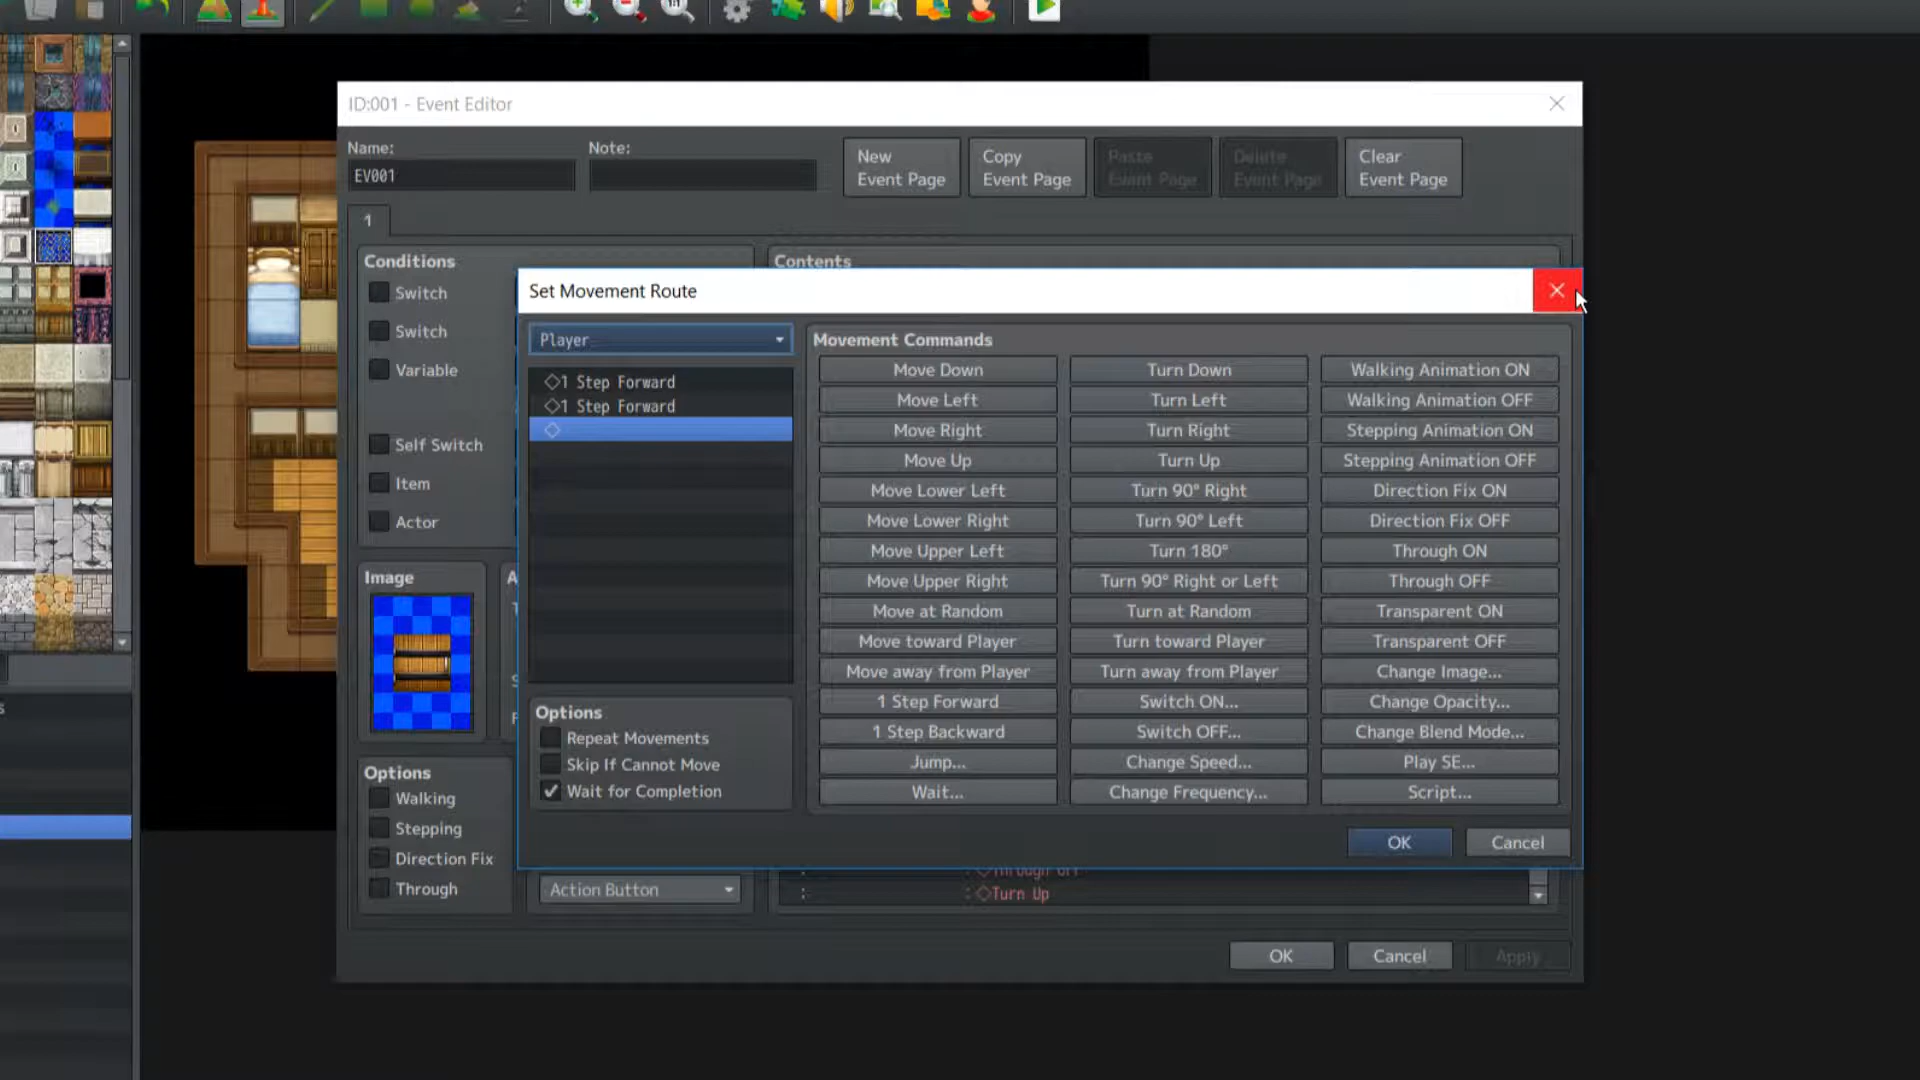 ID:001 - Event Editor
Name:
Note:
EV001
New Event Page
Copy Event Page
Paste Event Page
Delete Event Page
Clear Event Page
1
Conditions
Contents
Switch
Switch
Variable
Self Switch
Item
Actor
Image
Options
Walking
Stepping
Direction Fix
Through
Set Movement Route
Player
◇1 Step Forward
◇1 Step Forward
◇
Options
Repeat Movements
Skip If Cannot Move
Wait for Completion
Movement Commands
Move Down
Turn Down
Walking Animation ON
Move Left
Turn Left
Walking Animation OFF
Move Right
Turn Right
Stepping Animation ON
Move Up
Turn Up
Stepping Animation OFF
Move Lower Left
Turn 90° Right
Direction Fix ON
Move Lower Right
Turn 90° Left
Direction Fix OFF
Move Upper Left
Turn 180°
Through ON
Move Upper Right
Turn 90° Right or Left
Through OFF
Move at Random
Turn at Random
Transparent ON
Move toward Player
Turn toward Player
Transparent OFF
Move away from Player
Turn away from Player
Change Image...
1 Step Forward
Switch ON...
Change Opacity...
1 Step Backward
Switch OFF...
Change Blend Mode...
Jump...
Change Speed...
Play SE...
Wait...
Change Frequency...
Script...
OK
Cancel
Action Button
: :◇Through OFF
: :◇Turn Up
OK
Cancel
Apply